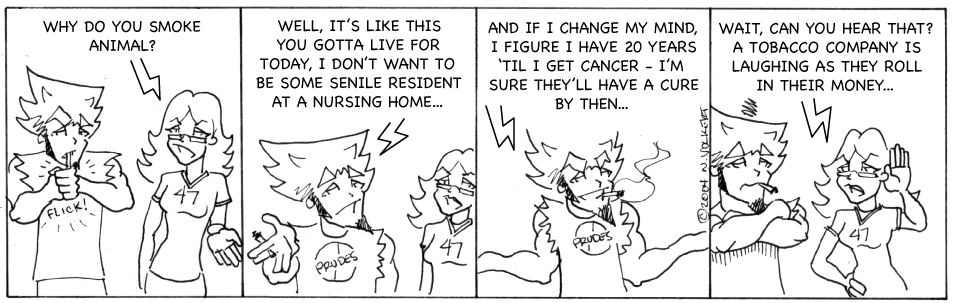 WHY DO YOU SMOKE
ANIMAL?
FLICK!
47
WELL, IT'S LIKE THIS
YOU GOTTA LIVE FOR
TODAY, I DON'T WANT TO
BE SOME SENILE RESIDENT
AT A NURSING HOME...
PRUDES
47
AND IF I CHANGE MY MIND,
I FIGURE I HAVE 20 YEARS
'TIL I GET CANCER - I'M
SURE THEY'LL HAVE A CURE
BY THEN...
PRUDES
WAIT, CAN YOU HEAR THAT?
A TOBACCO COMPANY IS
LAUGHING AS THEY ROLL
IN THEIR MONEY...
47
©2004